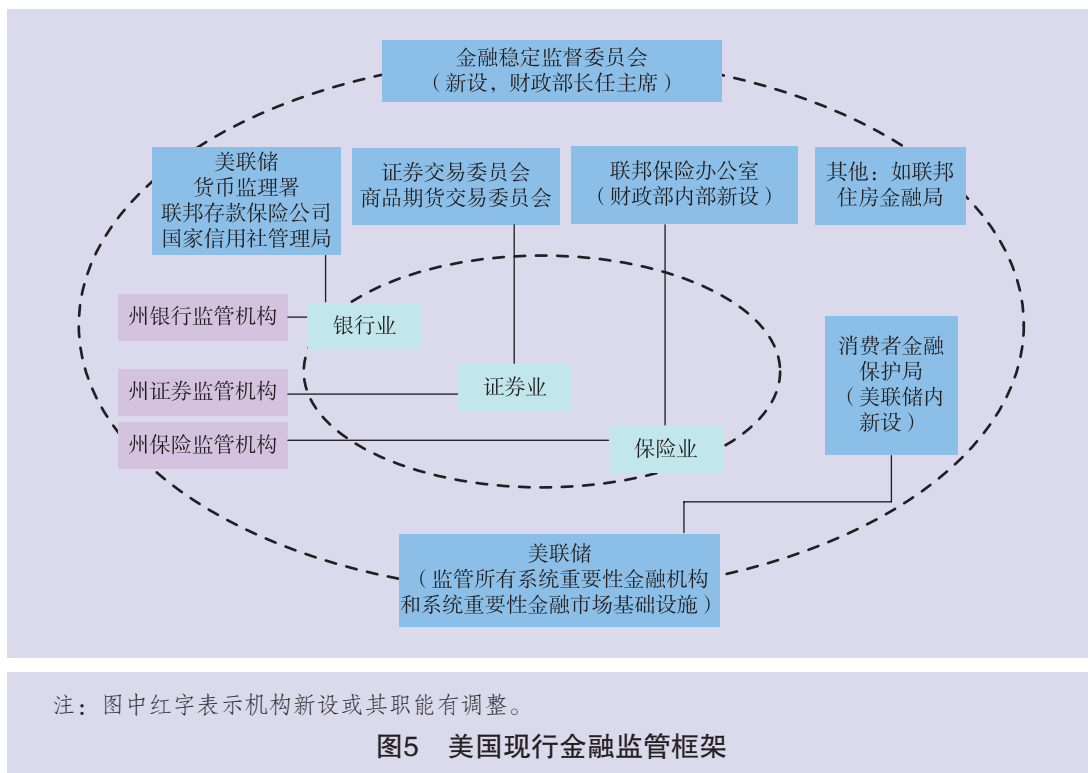 金融稳定监督委员会
（新设，财政部长任主席）
美联储
货币监理署
联邦存款保险公司
国家信用社管理局
证券交易委员会
商品期货交易委员会
联邦保险办公室
（财政部内部新设）
其他：如联邦
住房金融局
州银行监管机构
银行业
州证券监管机构
证券业
州保险监管机构
保险业
消费者金融
保护局
（美联储内
新设）
美联储
（监管所有系统重要性金融机构
和系统重要性金融市场基础设施）
注：图中红字表示机构新设或其职能有调整。
图5 美国现行金融监管框架